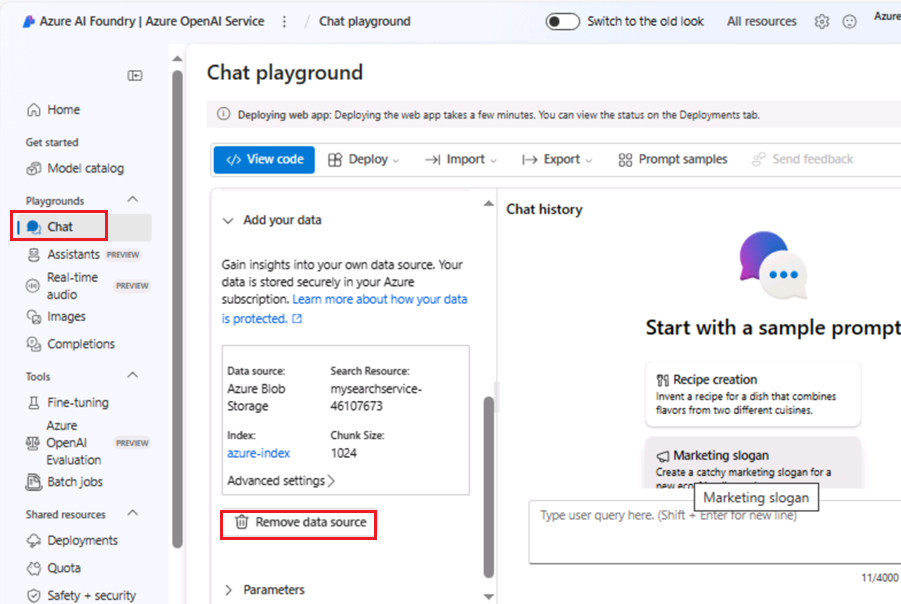 Azure AI Foundry | Azure OpenAI Service
/ Chat playground
Switch to the old look
All resources
Azure
Home
Get started
Model catalog
Playgrounds
Chat
Assistants PREVIEW
Real-time
audio PREVIEW
Images
Completions
Tools
Fine-tuning
Azure
OpenAI PREVIEW
Evaluation
Batch jobs
Shared resources
Deployments
Quota
Safety + security
Chat playground
Deploying web app: Deploying the web app takes a few minutes. You can view the status on the Deployments tab.
</> View code
Deploy
Import
Export
Prompt samples
Send feedback
Add your data
Gain insights into your own data source. Your
data is stored securely in your Azure
subscription. Learn more about how your data
is protected.
Data source:
Azure Blob
Storage
Search Resource:
mysearchservice-
46107673
Index:
azure-index
Chunk Size:
1024
Advanced settings
Remove data source
Parameters
Chat history
Start with a sample prompt
Recipe creation
Invent a recipe for a dish that combines
flavors from two different cuisines.
Marketing slogan
Create a catchy marketing slogan for a
new
Marketing slogan
Type user query here. (Shift + Enter for new line)
11/4000